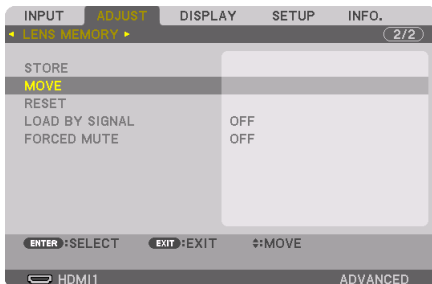 INPUT ADJUST DISPLAY SETUP INFO.
LENS MEMORY 2/2
STORE
MOVE
RESET
LOAD BY SIGNAL OFF
FORCED MUTE OFF
ENTER :SELECT EXIT :EXIT :MOVE
HDMI1 ADVANCED